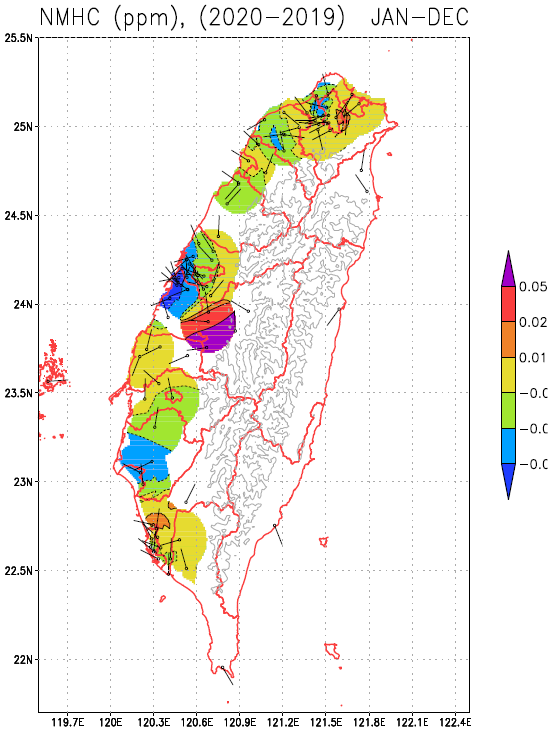 NMHC (ppm), (2020−2019) JAN−DEC
25.5N
25N
24.5N
24N
23.5N
23N
22.5N
22N
0.05
0.02
0.01
−0.0
−0.0
−0.0
119.7E 120E 120.3E 120.6E 120.9E 121.2E 121.5E 121.8E 122.1E 122.4E